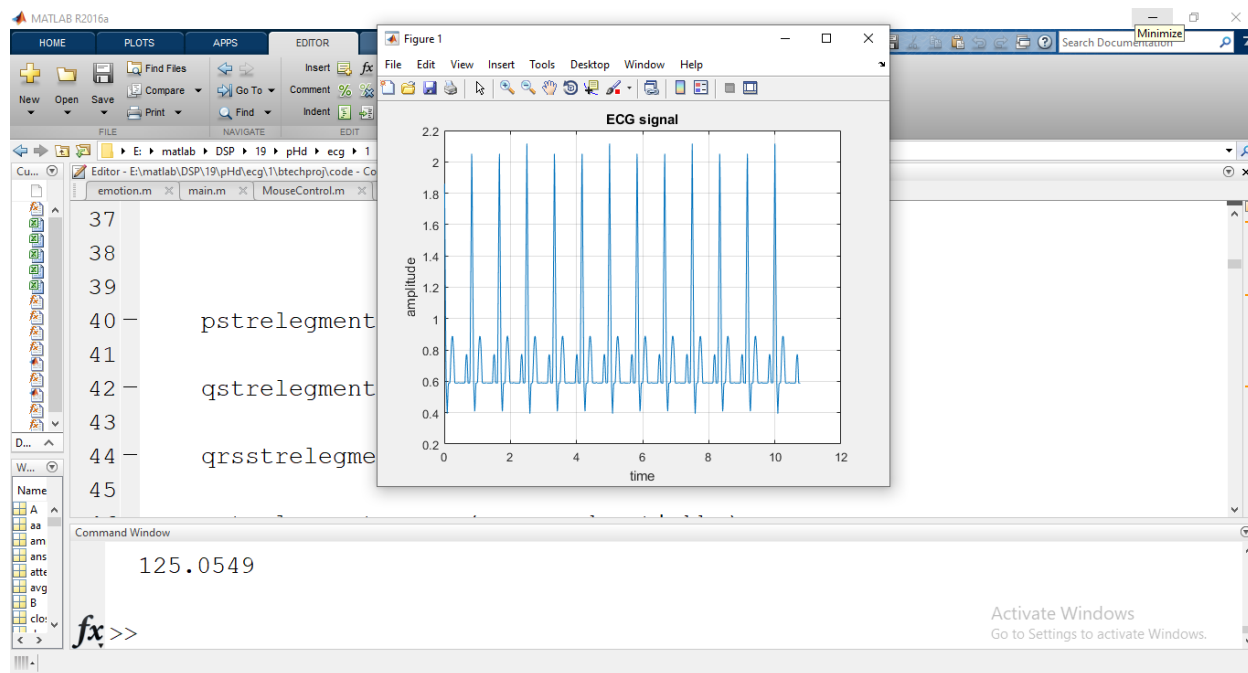 MATLAB R2016a
Minimize
HOME PLOTS APPS EDITOR
Search Documentation
New Open Save
Find Files
Compare
Print
Go To
Find
Insert fx
Comment
Indent
FILE NAVIGATE EDIT
E: matlab DSP 19 pHd ecg 1
Cu...
Editor - E:\matlab\DSP\19\pHd\ecg\1\btechproj\code - Co
emotion.m main.m MouseControl.m
37
38
39
40 pstrelegment
41
42 qstrelegment
43
44 qrsstrelegme
45
D...
W...
Name
A
aa
am
ans
atte
avg
B
clo
Figure 1
File Edit View Insert Tools Desktop Window Help
ECG signal
2.2
2
1.8
1.6
1.4
1.2
1
0.8
0.6
0.4
0.2
amplitude
0 2 4 6 8 10 12
time
Command Window
125.0549
fx >>
Activate Windows
Go to Settings to activate Windows.